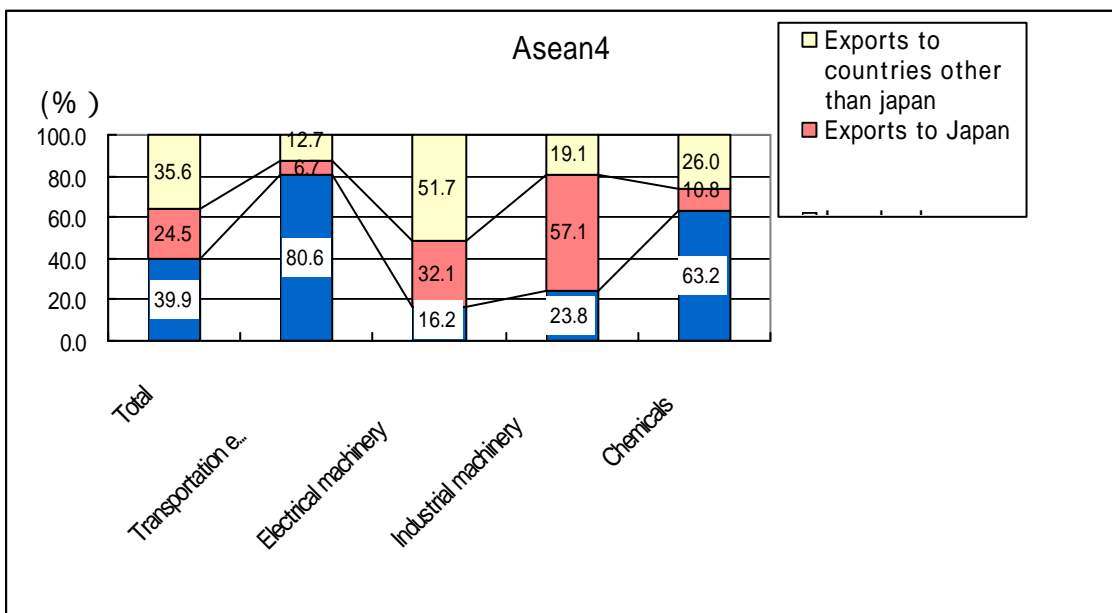 Asean4
Exports to
countries other
than japan
Exports to Japan
(%)
100.0
80.0
60.0
40.0
20.0
0.0
35.6
24.5
39.9
12.7
6.7
80.6
51.7
32.1
16.2
19.1
57.1
23.8
26.0
10.8
63.2
Total
Transportation e...
Electrical machinery
Industrial machinery
Chemicals